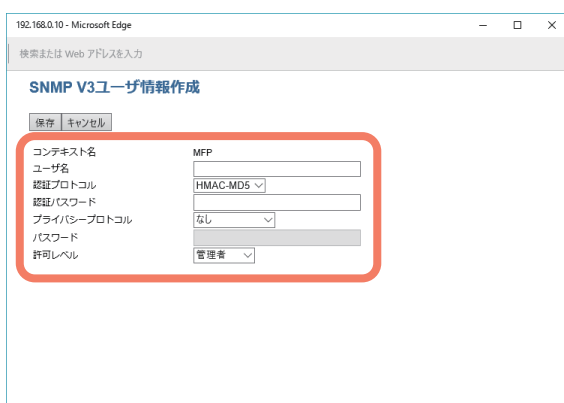 192.168.0.10 - Microsoft Edge
検索または Web アドレスを入力
SNMP V3ユーザ情報作成
保存 キャンセル
コンテキスト名 MFP
ユーザ名
認証プロトコル HMAC-MD5
認証パスワード
プライバシープロトコル なし
パスワード
許可レベル 管理者